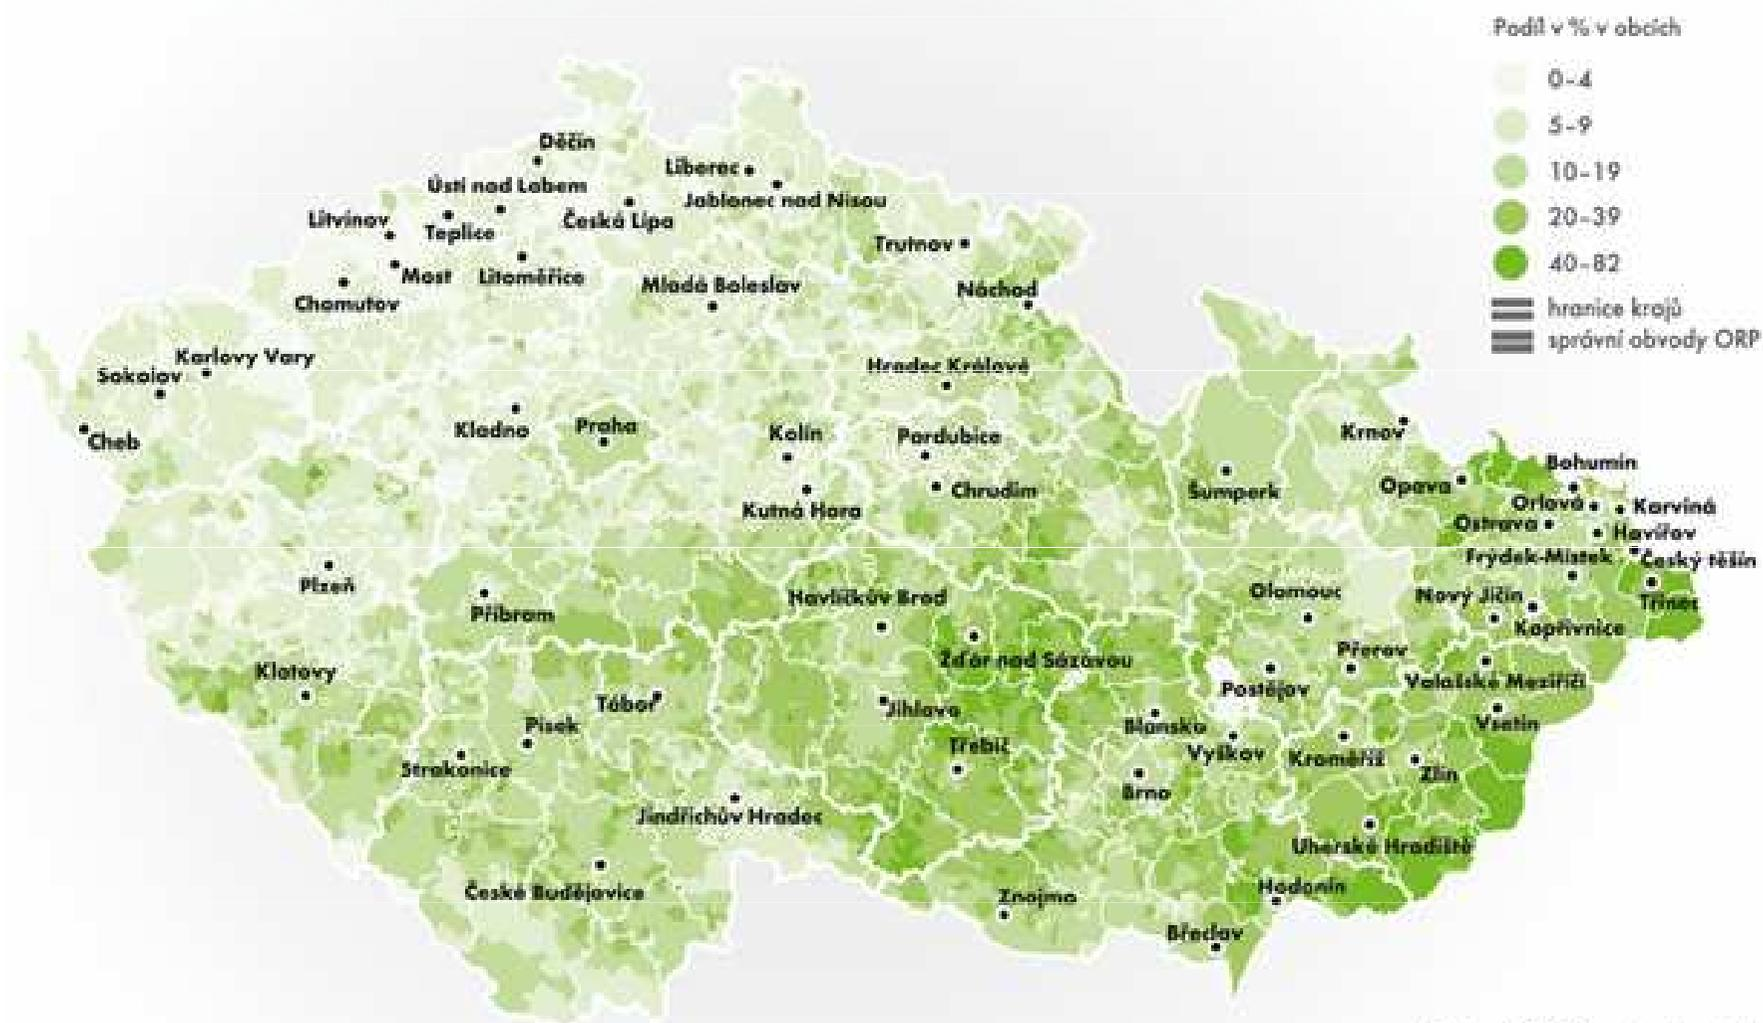 Podíl v % v obcích
0–4
5–9
10–19
20–39
40–82
hranice krajů
správní obvody ORP
Děčín
Liberec
Ústí nad Labem
Jablonec nad Nisou
Litvínov
Teplice
Česká Lípa
Trutnov
Most
Litoměřice
Mladá Boleslav
Náchod
Chomutov
Karlovy Vary
Sokolov
Hradec Králové
Cheb
Kladno
Praha
Kolín
Pardubice
Krnov
Bohumín
Kutná Hora
Chrudim
Šumperk
Opava
Orlová
Karviná
Ostrava
Havířov
Frýdek-Místek
Český těšín
Plzeň
Příbram
Havlíčkův Brod
Olomouc
Nový Jičín
Třinec
Kopřivnice
Klatovy
Žďár nad Sázavou
Přerov
Postějov
Valašské Meziříčí
Tábor
Jihlava
Písek
Blansko
Vsetín
Strakonice
Třebíč
Vyškov
Kroměříž
Zlín
Brno
Jindřichův Hradec
Uherské Hradiště
České Budějovice
Znojmo
Hodonín
Břeclav